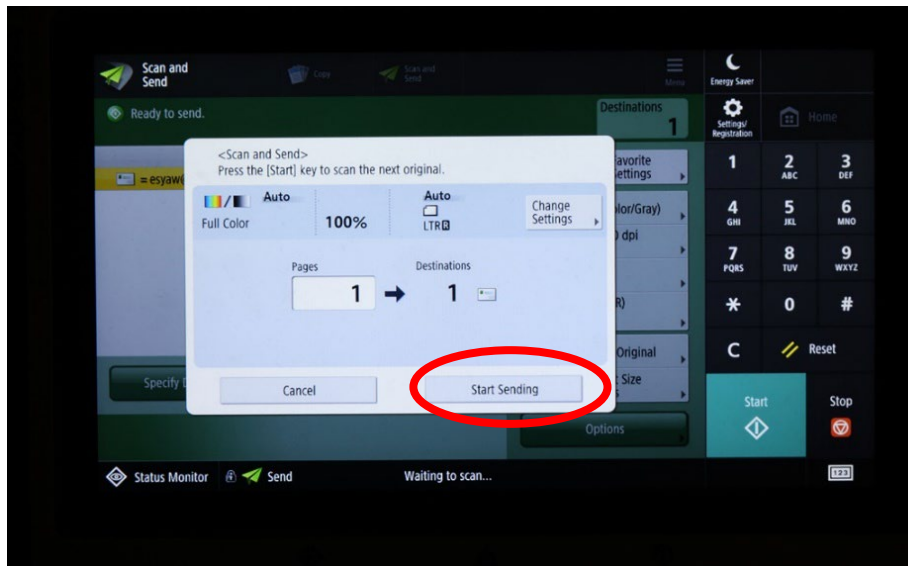 Scan and
Send
Copy
Scan and
Send
Menu
Energy Saver
Ready to send.
Destinations
1
Settings/
Registration
Home
<Scan and Send>
Press the [Start] key to scan the next original.
= esyaw
avorite
ettings
Auto
Full Color
100%
Auto
LTR
Change
Settings
lor/Gray)
0 dpi
R)
Pages
1
Destinations
1
Original
Size
Specify
Cancel
Start Sending
Options
1
2
ABC
3
DEF
4
GHI
5
JKL
6
MNO
7
PQRS
8
TUV
9
WXYZ
*
0
#
C
Reset
Start
Stop
Status Monitor
Send
Waiting to scan...
123